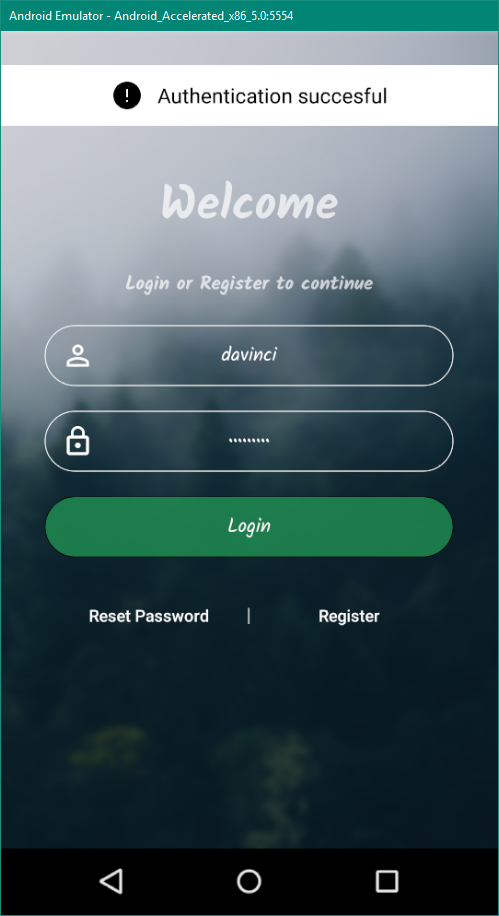 Android Emulator - Android_Accelerated_x86_5.0:5554
Authentication succesful
Welcome
Login or Register to continue
davinci
•••••••••
Login
Reset Password | Register